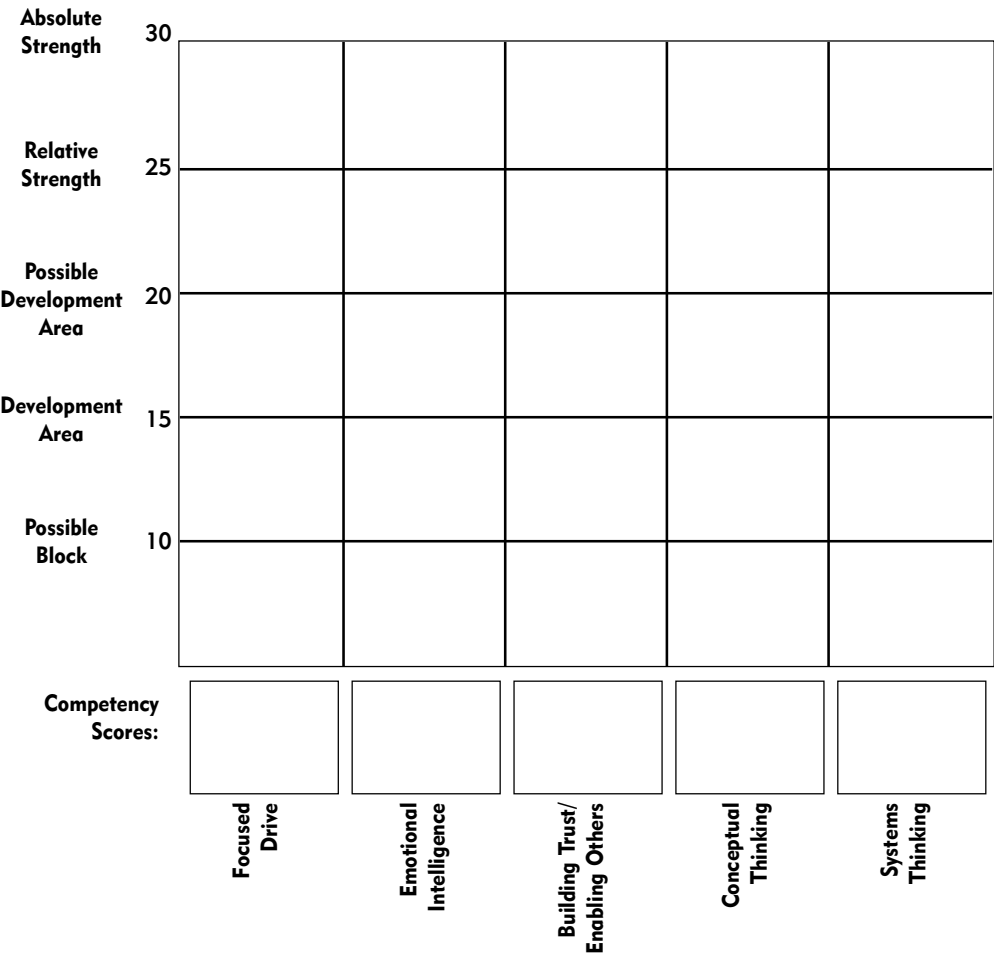 Absolute
Strength
30
Relative
Strength
25
Possible
Development
Area
20
Development
Area
15
Possible
Block
10
Competency
Scores:
Focused
Drive
Emotional
Intelligence
Building Trust/
Enabling Others
Conceptual
Thinking
Systems
Thinking